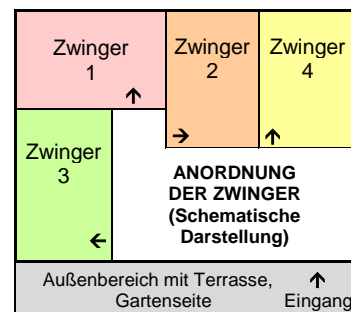 Zwinger
1
Zwinger
2
Zwinger
4
Zwinger
3
ANORDNUNG
DER ZWINGER
(Schematische
Darstellung)
Außenbereich mit Terrasse,
Gartenseite
Eingang